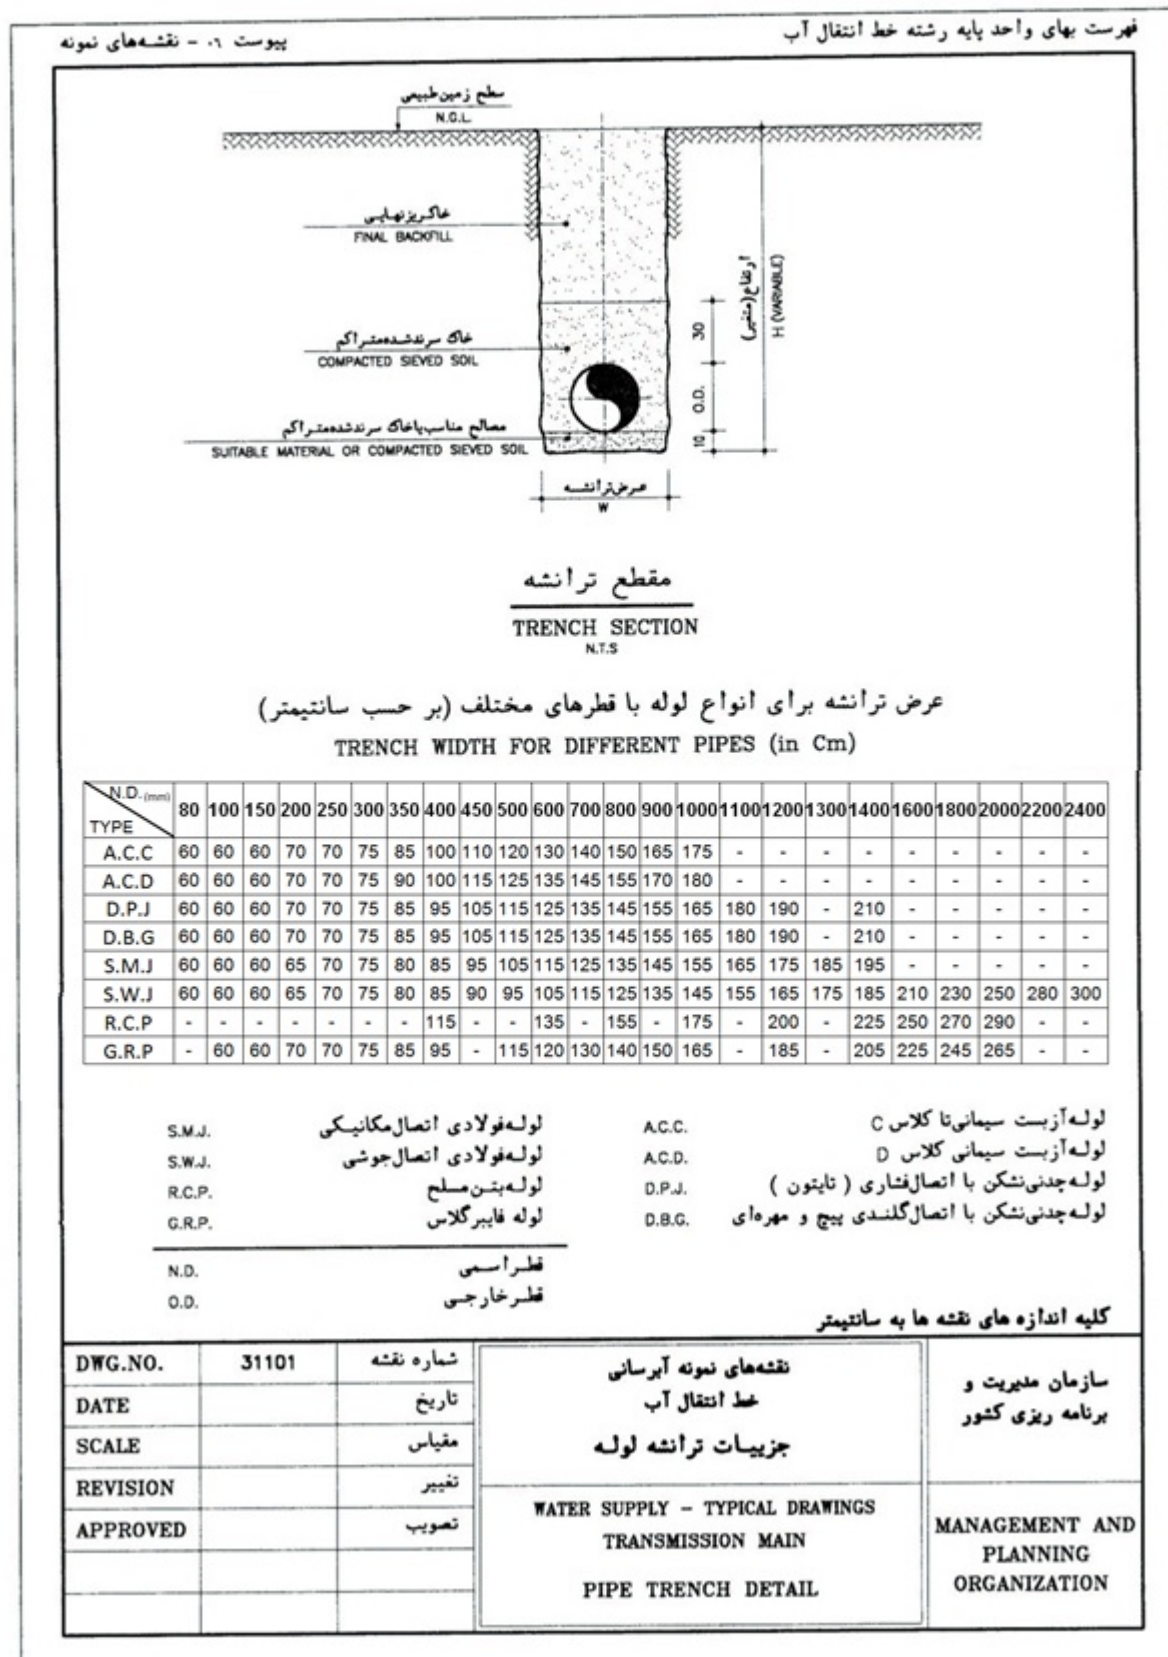 فهرست بهای واحد پایه رشته خط انتقال آب
پیوست ۰۶ - نقشه‌های نمونه
سطح زمین طبیعی
N.G.L.
خاکریز نهایی
FINAL BACKFILL
خاک سرند شده متراکم
COMPACTED SIEVED SOIL
مصالح مناسب یا خاک سرند شده متراکم
SUITABLE MATERIAL OR COMPACTED SIEVED SOIL
30
O.D.
10
ارتفاع (متغیر)
H (VARIABLE)
عرض ترانشه
W
مقطع ترانشه
TRENCH SECTION
N.T.S
عرض ترانشه برای انواع لوله با قطرهای مختلف (بر حسب سانتیمتر)
TRENCH WIDTH FOR DIFFERENT PIPES (in Cm)
N.D. (mm) TYPE 80 100 150 200 250 300 350 400 450 500 600 700 800 900 1000 1100 1200 1300 1400 1600 1800 2000 2200 2400
A.C.C 60 60 60 70 70 75 85 100 110 120 130 140 150 165 175 - - - - - - - - -
A.C.D 60 60 60 70 70 75 90 100 115 125 135 145 155 170 180 - - - - - - - - -
D.P.J 60 60 60 70 70 75 85 95 105 115 125 135 145 155 165 180 190 - 210 - - - - -
D.B.G 60 60 60 70 70 75 85 95 105 115 125 135 145 155 165 180 190 - 210 - - - - -
S.M.J 60 60 60 65 70 75 80 85 95 105 115 125 135 145 155 165 175 185 195 - - - - -
S.W.J 60 60 60 65 70 75 80 85 90 95 105 115 125 135 145 155 165 175 185 210 230 250 280 300
R.C.P - - - - - - - 115 - - 135 - 155 - 175 - 200 - 225 250 270 290 - -
G.R.P - 60 60 70 70 75 85 95 - 115 120 130 140 150 165 - 185 - 205 225 245 265 - -
لوله آزبست سیمانی تا کلاس C A.C.C.
لوله آزبست سیمانی کلاس D A.C.D.
لوله چدنی نشکن با اتصال فشاری ( تایتون ) D.P.J.
لوله چدنی نشکن با اتصال گلندی پیچ و مهره‌ای D.B.G.
لوله فولادی اتصال مکانیکی S.M.J.
لوله فولادی اتصال جوشی S.W.J.
لوله بتن مسلح R.C.P.
لوله فایبرگلاس G.R.P.
قطر اسمی N.D.
قطر خارجی O.D.
کلیه اندازه های نقشه ها به سانتیمتر
DWG.NO. 31101 شماره نقشه
DATE تاریخ
SCALE مقیاس
REVISION تغییر
APPROVED تصویب
نقشه‌های نمونه آبرسانی
خط انتقال آب
جزییات ترانشه لوله
WATER SUPPLY - TYPICAL DRAWINGS
TRANSMISSION MAIN
PIPE TRENCH DETAIL
سازمان مدیریت و
برنامه ریزی کشور
MANAGEMENT AND
PLANNING
ORGANIZATION